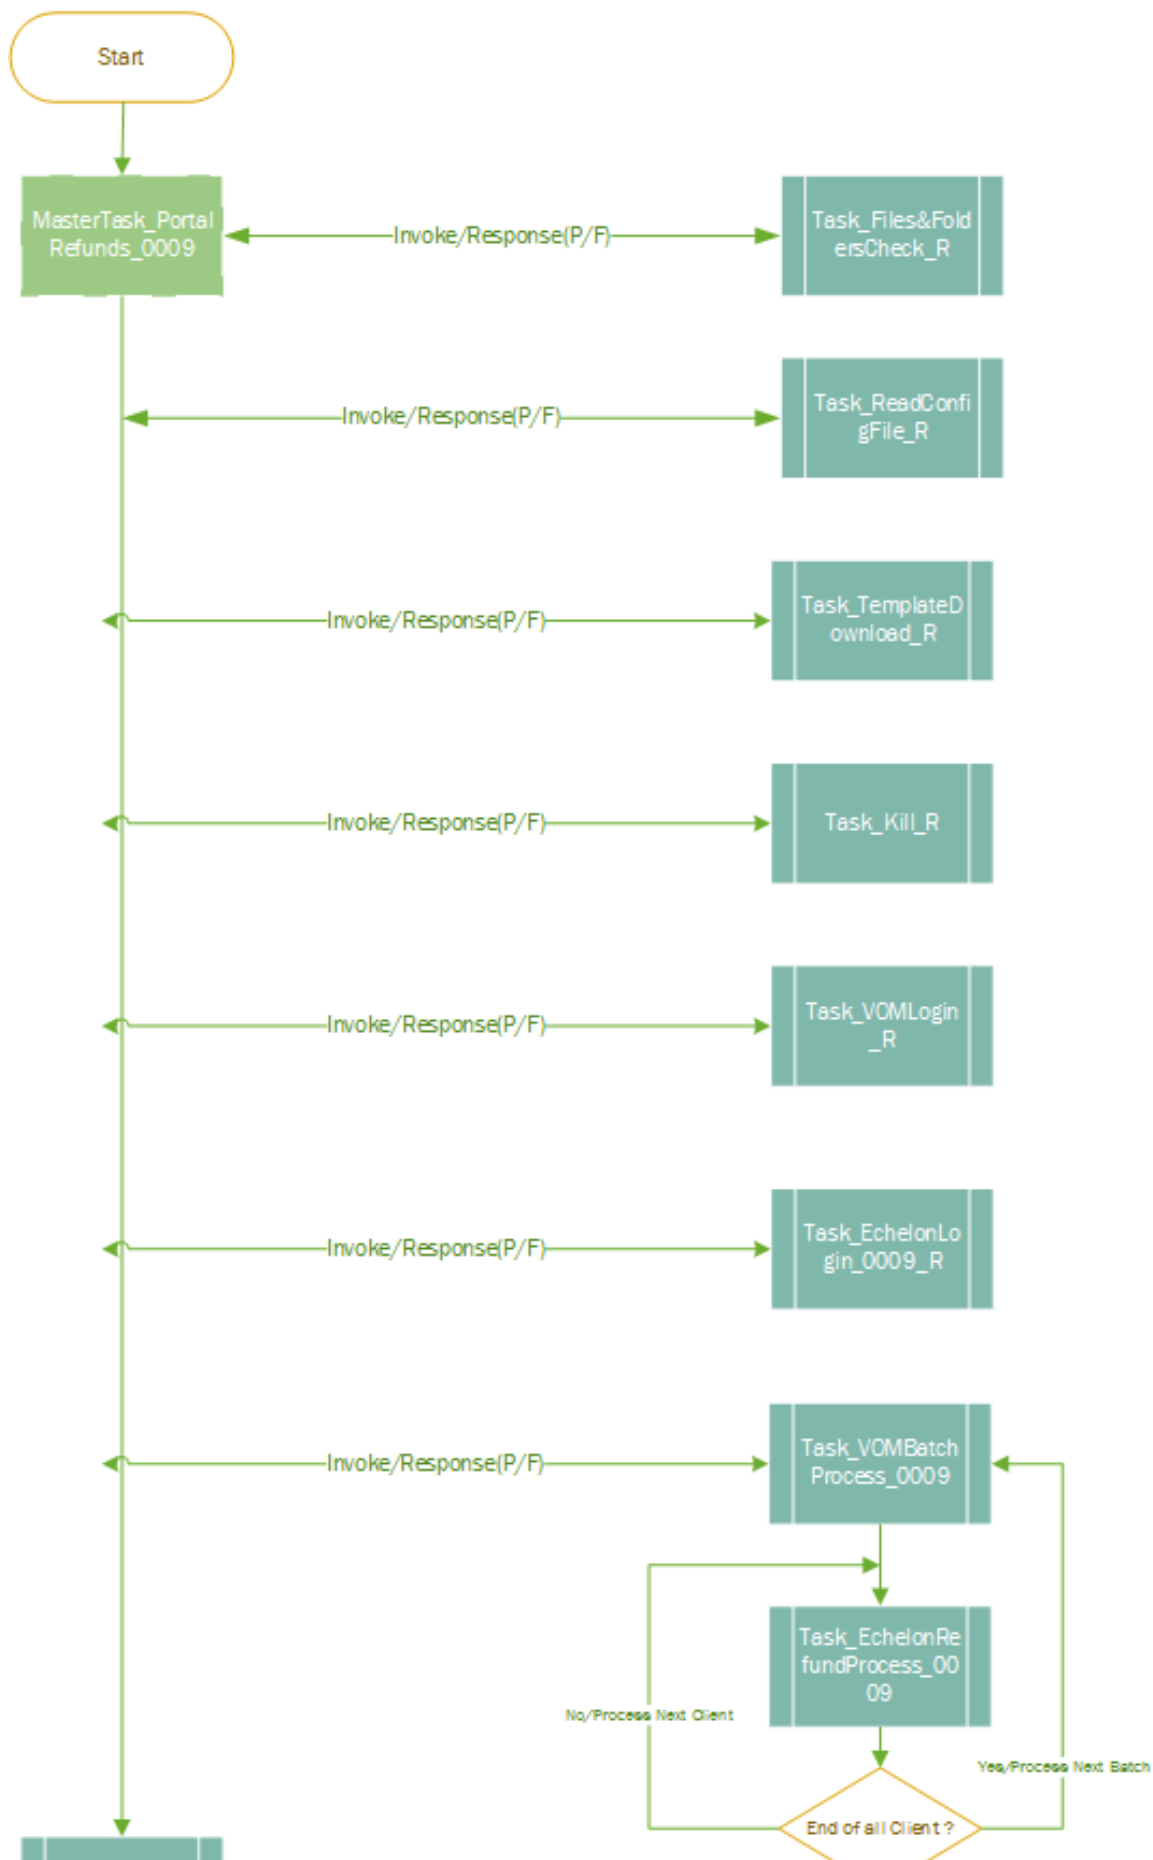 Start
MasterTask_Portal
Refunds_0009
Invoke/Response(P/F)
Task_Files&Fold
ersCheck_R
Invoke/Response(P/F)
Task_ReadConfi
gFile_R
Invoke/Response(P/F)
Task_TemplateD
ownload_R
Invoke/Response(P/F)
Task_Kill_R
Invoke/Response(P/F)
Task_VOMLogin
_R
Invoke/Response(P/F)
Task_EchelonLo
gin_0009_R
Invoke/Response(P/F)
Task_VOMBatch
Process_0009
Task_EchelonRe
fundProcess_00
09
No/Process Next Client
Yes/Process Next Batch
End of all Client ?